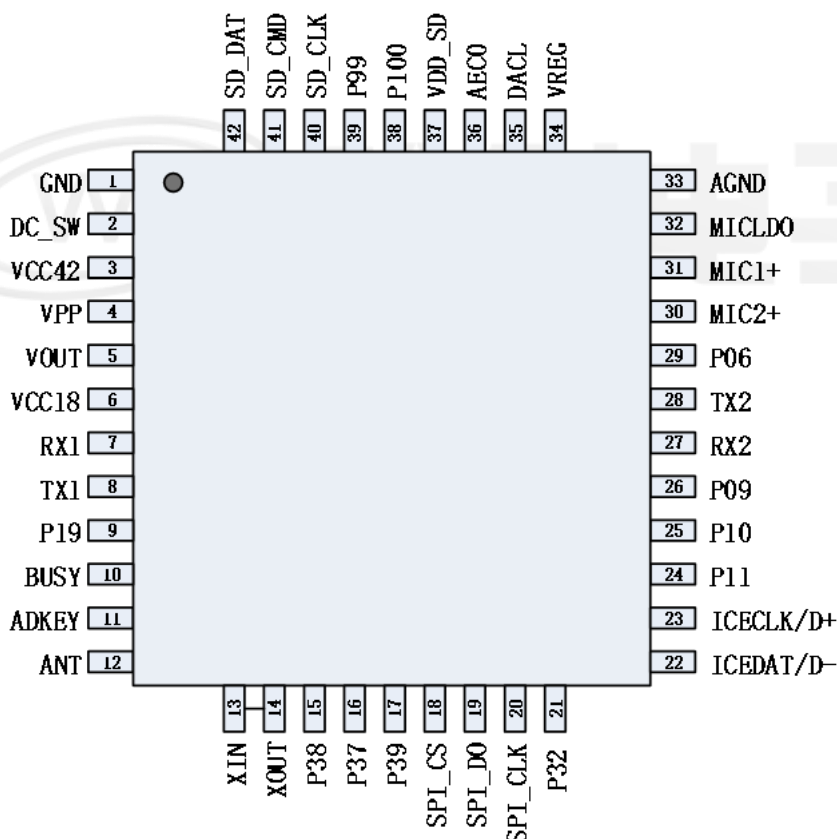 SD_DAT
SD_CMD
SD_CLK
P99
P100
VDD_SD
AEC0
DACL
VREG
42
41
40
39
38
37
36
35
34
GND 1
33 AGND
DC_SW 2
32 MICLDO
VCC42 3
31 MIC1+
VPP 4
30 MIC2+
VOUT 5
29 P06
VCC18 6
28 TX2
RX1 7
27 RX2
TX1 8
26 P09
P19 9
25 P10
BUSY 10
24 P11
ADKEY 11
23 ICECLK/D+
ANT 12
22 ICEDAT/D-
13
14
15
16
17
18
19
20
21
XIN
XOUT
P38
P37
P39
SPI_CS
SPI_DO
SPI_CLK
P32